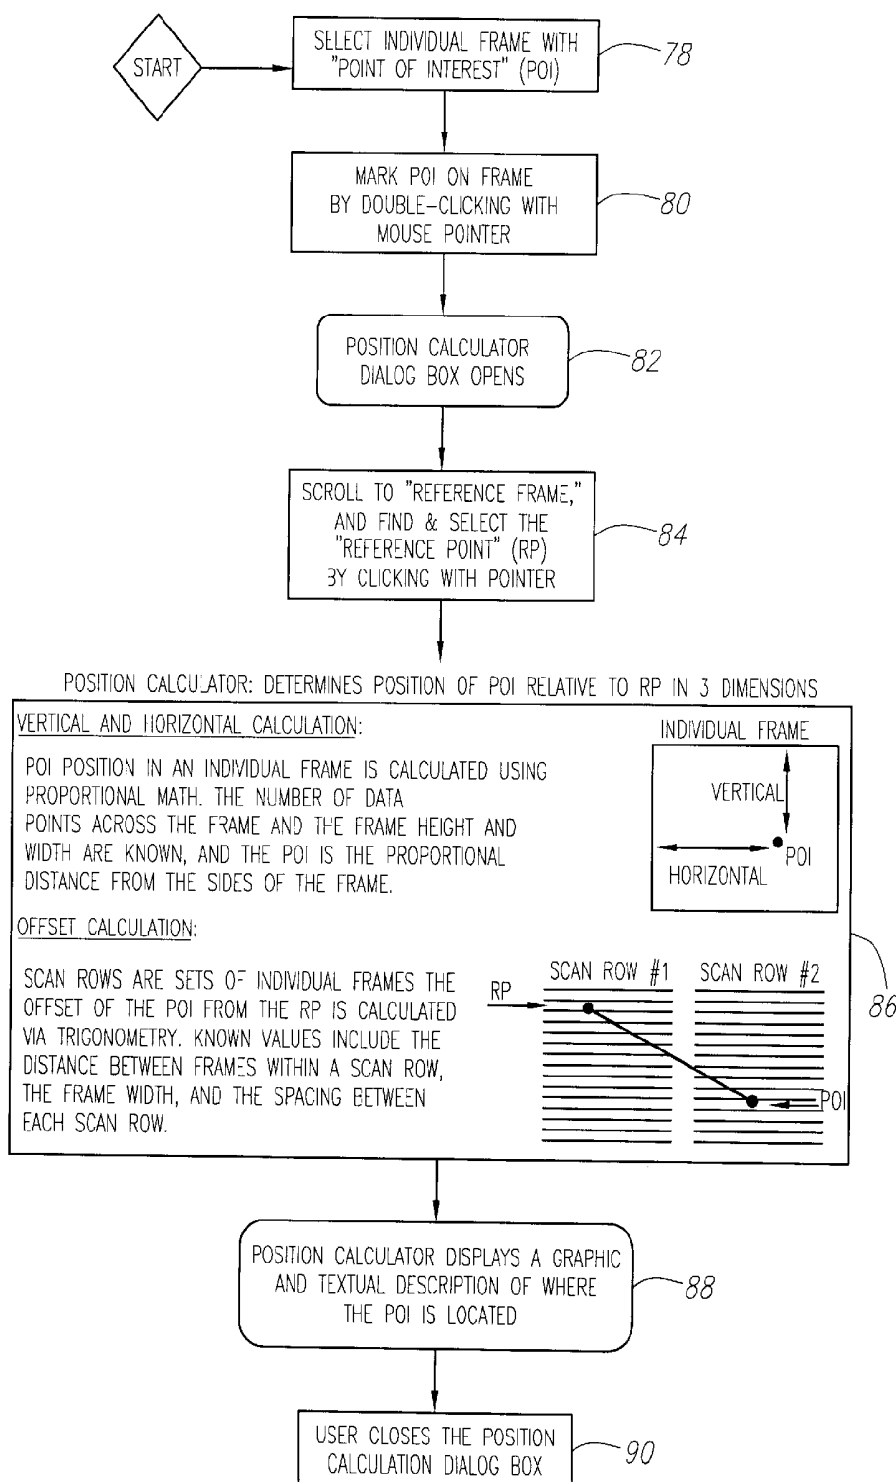 START
SELECT INDIVIDUAL FRAME WITH
"POINT OF INTEREST" (POI)
78
MARK POI ON FRAME
BY DOUBLE-CLICKING WITH
MOUSE POINTER
80
POSITION CALCULATOR
DIALOG BOX OPENS
82
SCROLL TO "REFERENCE FRAME,"
AND FIND & SELECT THE
"REFERENCE POINT" (RP)
BY CLICKING WITH POINTER
84
POSITION CALCULATOR: DETERMINES POSITION OF POI RELATIVE TO RP IN 3 DIMENSIONS
VERTICAL AND HORIZONTAL CALCULATION:
POI POSITION IN AN INDIVIDUAL FRAME IS CALCULATED USING
PROPORTIONAL MATH. THE NUMBER OF DATA
POINTS ACROSS THE FRAME AND THE FRAME HEIGHT AND
WIDTH ARE KNOWN, AND THE POI IS THE PROPORTIONAL
DISTANCE FROM THE SIDES OF THE FRAME.
INDIVIDUAL FRAME
VERTICAL
POI
HORIZONTAL
OFFSET CALCULATION:
SCAN ROWS ARE SETS OF INDIVIDUAL FRAMES THE
OFFSET OF THE POI FROM THE RP IS CALCULATED
VIA TRIGONOMETRY. KNOWN VALUES INCLUDE THE
DISTANCE BETWEEN FRAMES WITHIN A SCAN ROW,
THE FRAME WIDTH, AND THE SPACING BETWEEN
EACH SCAN ROW.
SCAN ROW #1 SCAN ROW #2
RP
POI
86
POSITION CALCULATOR DISPLAYS A GRAPHIC
AND TEXTUAL DESCRIPTION OF WHERE
THE POI IS LOCATED
88
USER CLOSES THE POSITION
CALCULATION DIALOG BOX
90